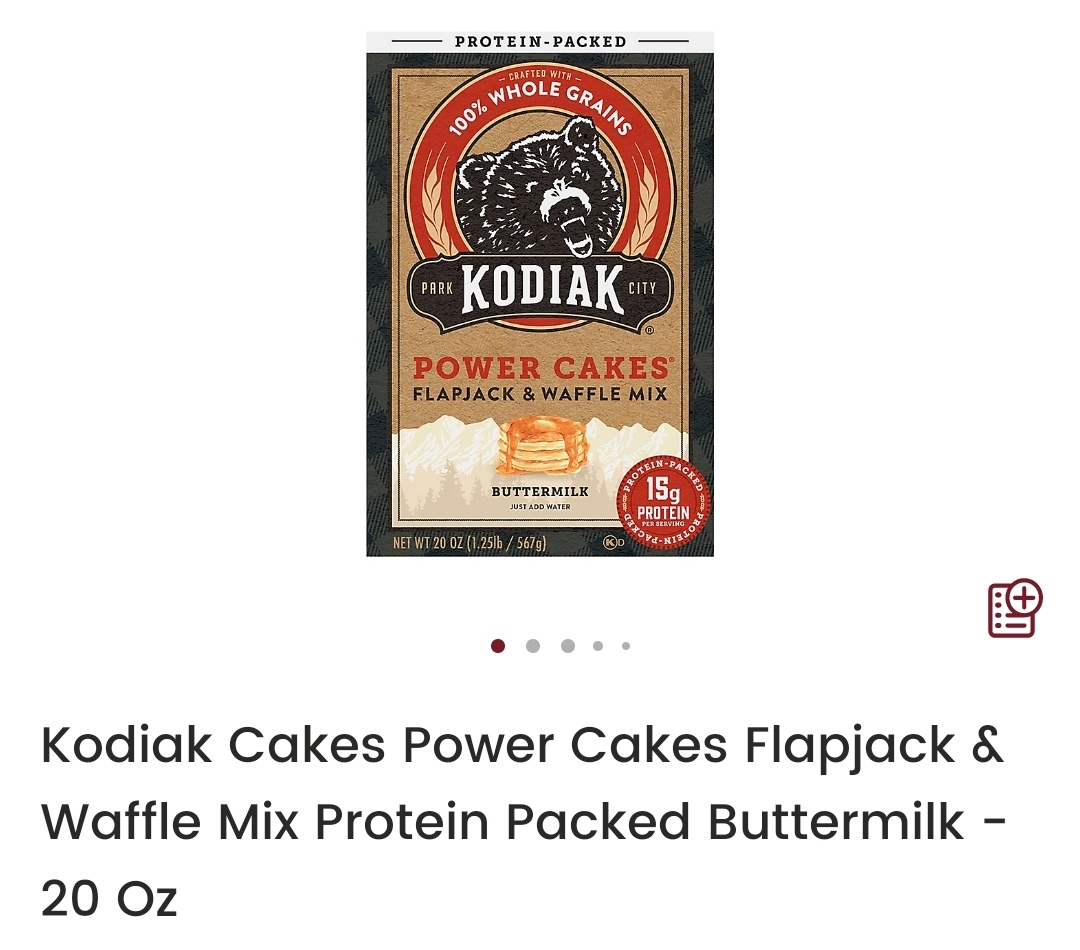 PROTEIN-PACKED
CRAFTED WITH
100% WHOLE GRAINS
PARK KODIAK CITY
®
POWER CAKES®
FLAPJACK & WAFFLE MIX
BUTTERMILK
JUST ADD WATER
PROTEIN-PACKED
15g
PROTEIN
PER SERVING
PROTEIN-PACKED
NET WT 20 OZ (1.25lb / 567g)
K D
Kodiak Cakes Power Cakes Flapjack &
Waffle Mix Protein Packed Buttermilk -
20 Oz